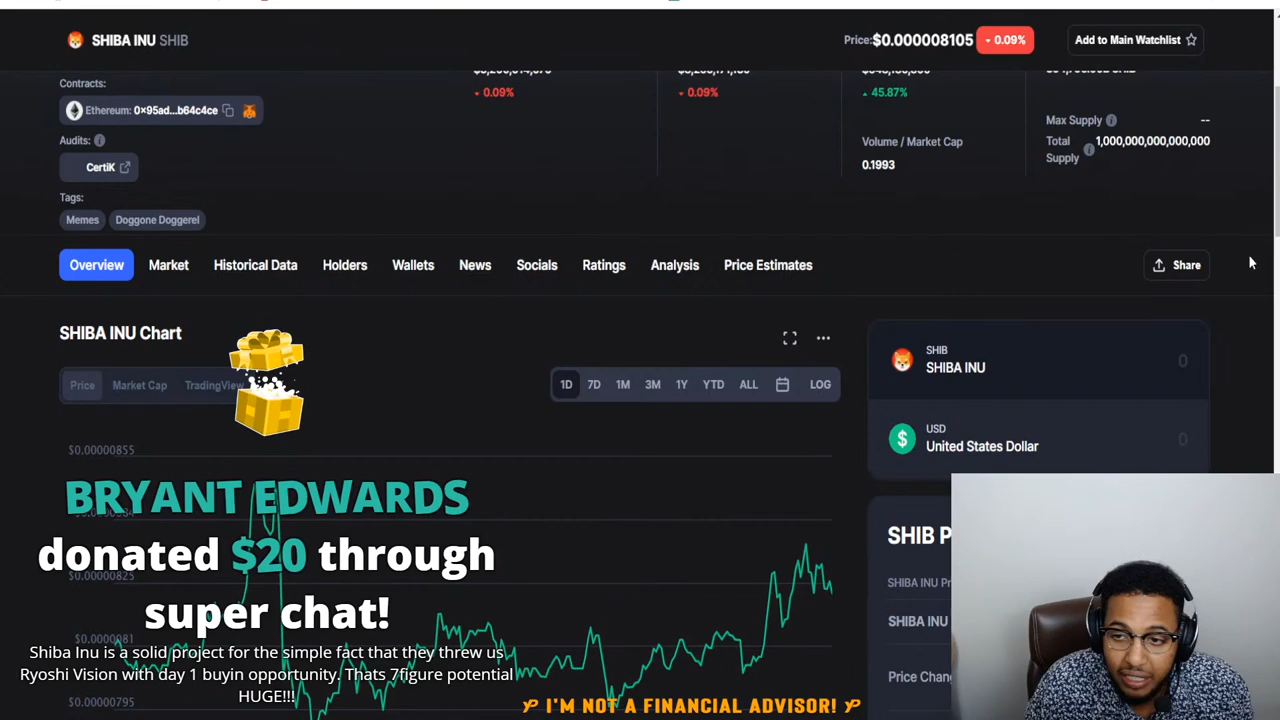 SHIBA INU SHIB
Price:$0.000008105 0.09% Add to Main Watchlist
Contracts:
Ethereum: 0x95ad...b64c4ce
0.09%
0.09%
45.87%
Max Supply --
Audits:
Volume / Market Cap
Total Supply 1,000,000,000,000,000
CertiK
0.1993
Tags:
Memes Doggone Doggerel
Overview Market Historical Data Holders Wallets News Socials Ratings Analysis Price Estimates Share
SHIBA INU Chart
SHIB
SHIBA INU
0
Price Market Cap TradingView
1D 7D 1M 3M 1Y YTD ALL LOG
USD
United States Dollar
0
$0.00000855
BRYANT EDWARDS
donated $20 through
super chat!
$0.00000825
$0.0000081
$0.00000795
Shiba Inu is a solid project for the simple fact that they threw us
Ryoshi Vision with day 1 buyin opportunity. Thats 7figure potential
HUGE!!!
SHIB P
SHIBA INU Pr
SHIBA INU
Price Chang
I'M NOT A FINANCIAL ADVISOR!